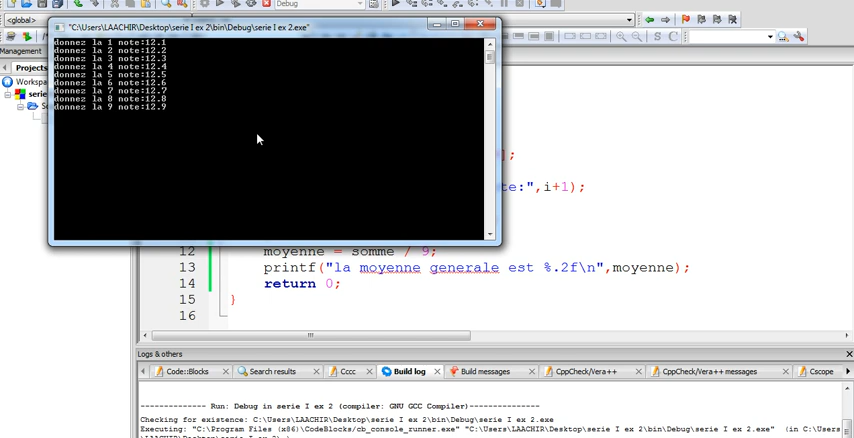 <global>
Debug
Management
"C:\Users\LAACHIR\Desktop\serie I ex 2\bin\Debug\serie I ex 2.exe"
donnez la 1 note:12.1
donnez la 2 note:12.2
donnez la 3 note:12.3
donnez la 4 note:12.4
donnez la 5 note:12.5
donnez la 6 note:12.6
donnez la 7 note:12.7
donnez la 8 note:12.8
donnez la 9 note:12.9
Projects
Workspa
serie
So
];
te:",i+1);
12 moyenne = somme / 9;
13 printf("la moyenne generale est %.2f\n",moyenne);
14 return 0;
15 }
16
Logs & others
Code::Blocks
Search results
Cccc
Build log
Build messages
CppCheck/Vera++
CppCheck/Vera++ messages
Cscope
-------------- Run: Debug in serie I ex 2 (compiler: GNU GCC Compiler)---------------
Checking for existence: C:\Users\LAACHIR\Desktop\serie I ex 2\bin\Debug\serie I ex 2.exe
Executing: "C:\Program Files (x86)\CodeBlocks/cb_console_runner.exe" "C:\Users\LAACHIR\Desktop\serie I ex 2\bin\Debug\serie I ex 2.exe" (in C:\Users
\LAACHIR\Desktop\serie I ex 2\.)